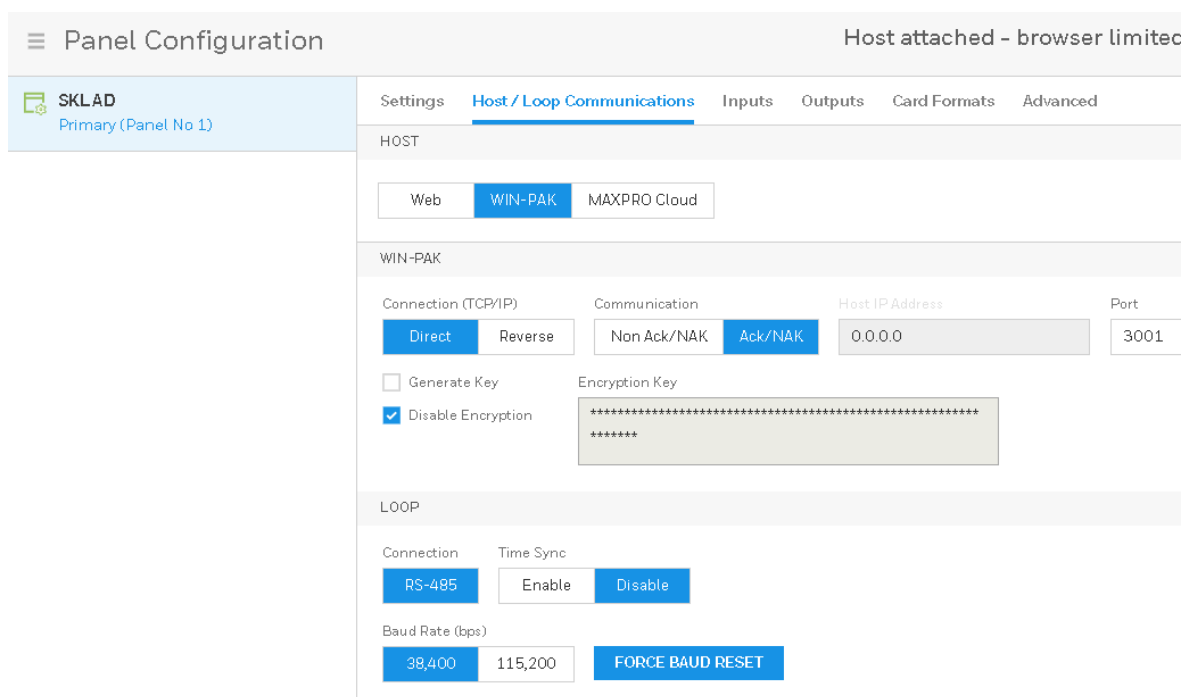 Panel Configuration
Host attached - browser limited
SKLAD
Primary (Panel No 1)
Settings Host / Loop Communications Inputs Outputs Card Formats Advanced
HOST
Web WIN-PAK MAXPRO Cloud
WIN-PAK
Connection (TCP/IP) Communication Host IP Address Port
Direct Reverse Non Ack/NAK Ack/NAK 0.0.0.0 3001
Generate Key Encryption Key
Disable Encryption
*********************************************************
*******
LOOP
Connection Time Sync
RS-485 Enable Disable
Baud Rate (bps)
38,400 115,200 FORCE BAUD RESET